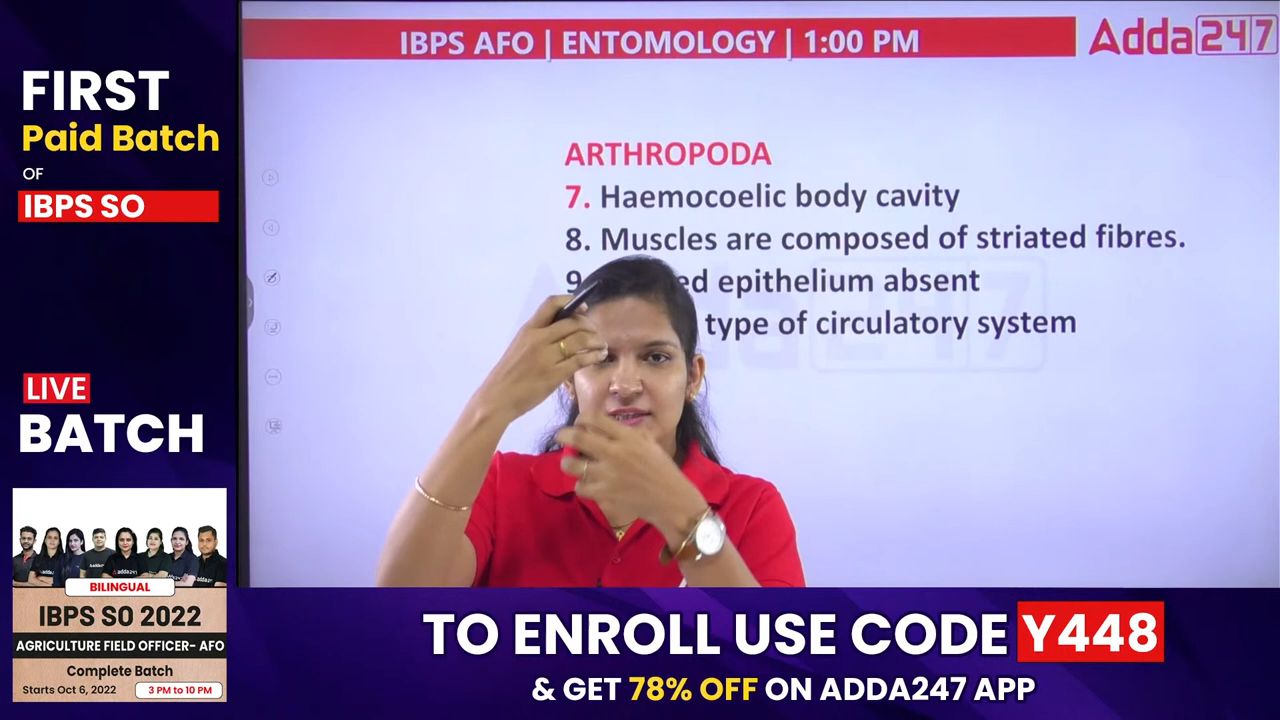 FIRST
Paid Batch
OF
IBPS SO
LIVE
BATCH
BILINGUAL
IBPS SO 2022
AGRICULTURE FIELD OFFICER- AFO
Complete Batch
Starts Oct 6, 2022
3 PM to 10 PM
IBPS AFO | ENTOMOLOGY | 1:00 PM
Adda247
ARTHROPODA
7. Haemocoelic body cavity
8. Muscles are composed of striated fibres.
9 epithelium absent
type of circulatory system
TO ENROLL USE CODE Y448
& GET 78% OFF ON ADDA247 APP